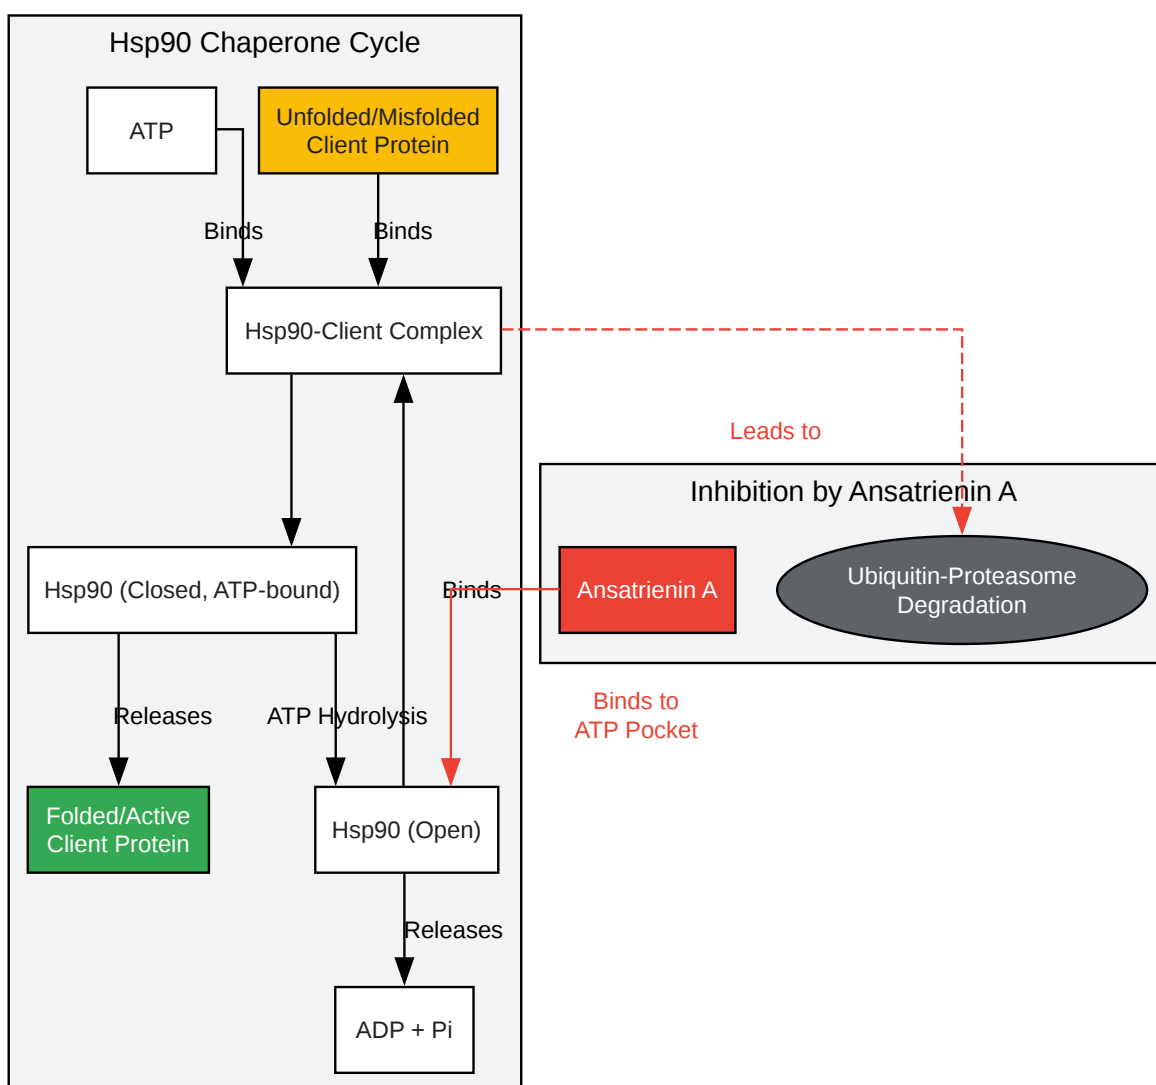 Hsp90 Chaperone Cycle
ATP
Unfolded/Misfolded
Client Protein
Binds
Binds
Hsp90-Client Complex
Leads to
Inhibition by Ansatrienin A
Hsp90 (Closed, ATP-bound)
Binds
Ansatrienin A
Ubiquitin-Proteasome
Degradation
Releases
ATP Hydrolysis
Binds to
ATP Pocket
Folded/Active
Client Protein
Hsp90 (Open)
Releases
ADP + Pi